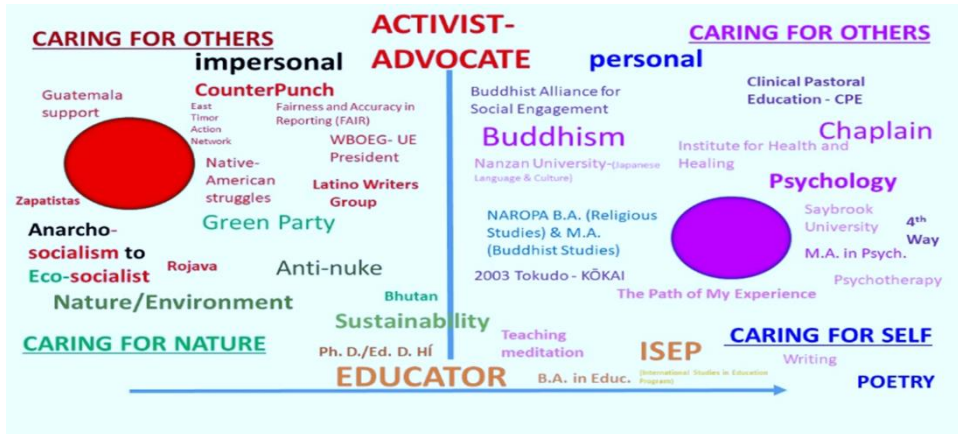 ACTIVIST-
ADVOCATE
CARING FOR OTHERS
impersonal
CounterPunch
Guatemala
support
East
Timor
Action
Network
Fairness and Accuracy in
Reporting (FAIR)
WBOEG- UE
President
Native-
American
struggles
Latino Writers
Group
Zapatistas
Green Party
Anarcho-
socialism to
Eco-socialist
Rojava
Anti-nuke
Nature/Environment
Bhutan
Sustainability
CARING FOR NATURE
Ph. D./Ed. D. HÍ
EDUCATOR
CARING FOR OTHERS
personal
Buddhist Alliance for
Social Engagement
Clinical Pastoral
Education - CPE
Buddhism
Chaplain
Institute for Health and
Healing
Nanzan University-(Japanese
Language & Culture)
Psychology
NAROPA B.A. (Religious
Studies) & M.A.
(Buddhist Studies)
Saybrook
University
4th
Way
M.A. in Psych.
2003 Tokudo - KŌKAI
Psychotherapy
The Path of My Experience
Teaching
meditation
CARING FOR SELF
ISEP
(International Studies in Education
Program)
Writing
B.A. in Educ.
POETRY